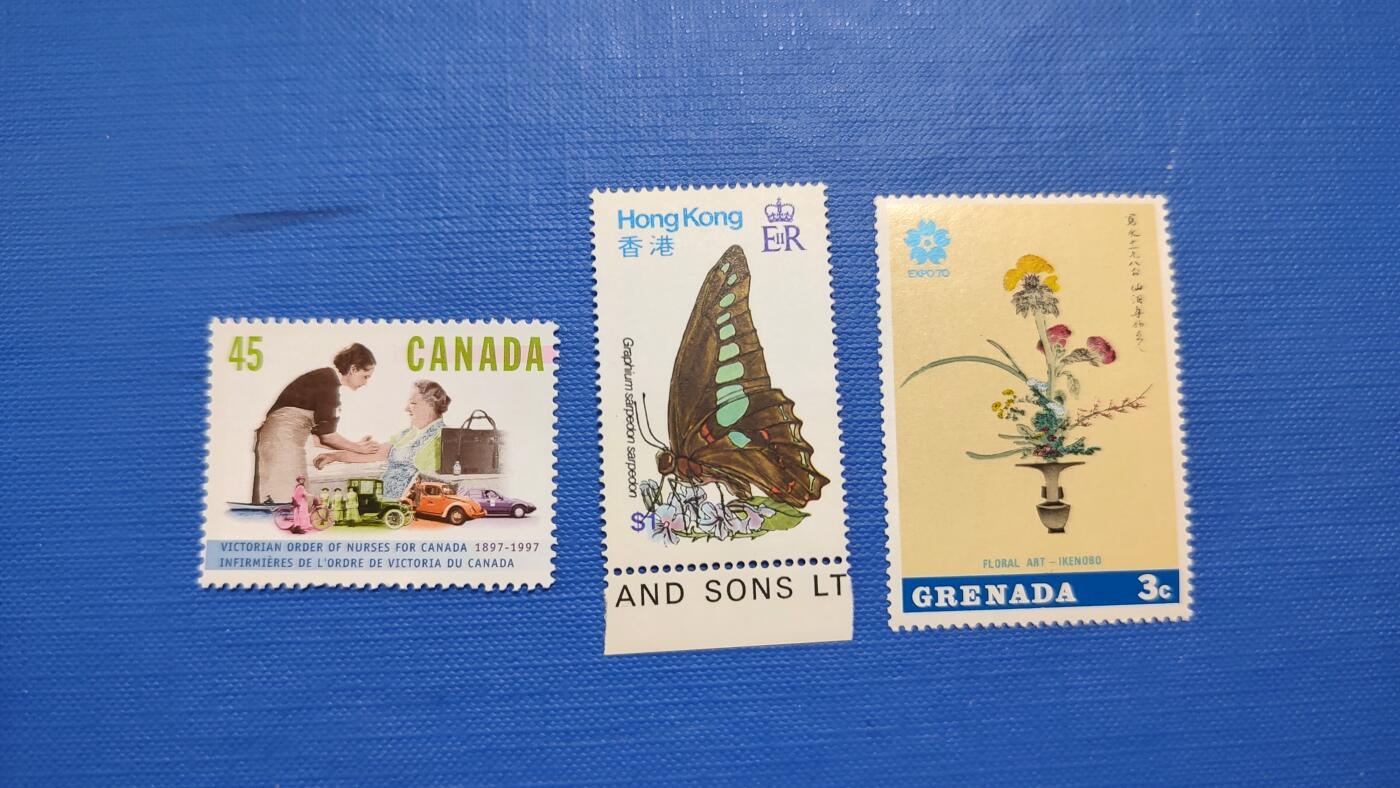 45 CANADA
VICTORIAN ORDER OF NURSES FOR CANADA 1897-1997
INFIRMIÈRES DE L'ORDRE DE VICTORIA DU CANADA
Hong Kong
香港
EIIR
Graphium sarpedon sarpedon
$1
AND SONS LT
EXPO'70
FLORAL ART – IKENOBO
GRENADA 3c